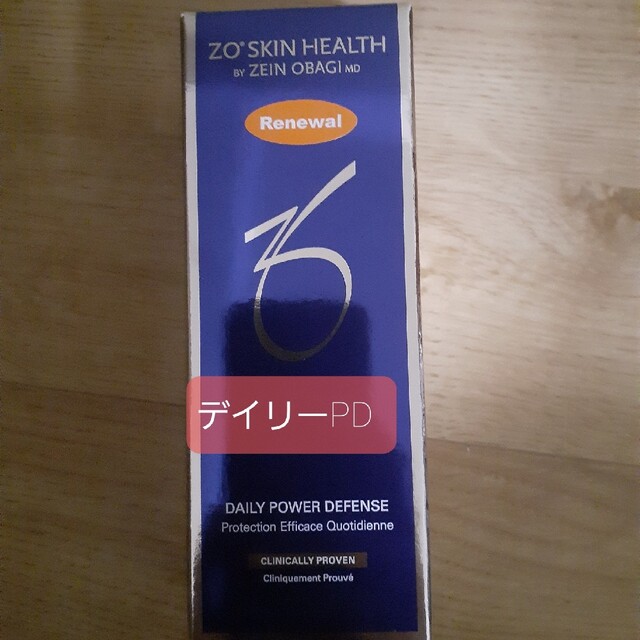 ZO® SKIN HEALTH
BY ZEIN OBAGI MD
Renewal
デイリーPD
DAILY POWER DEFENSE
Protection Efficace Quotidienne
CLINICALLY PROVEN
Cliniquement Prouvé